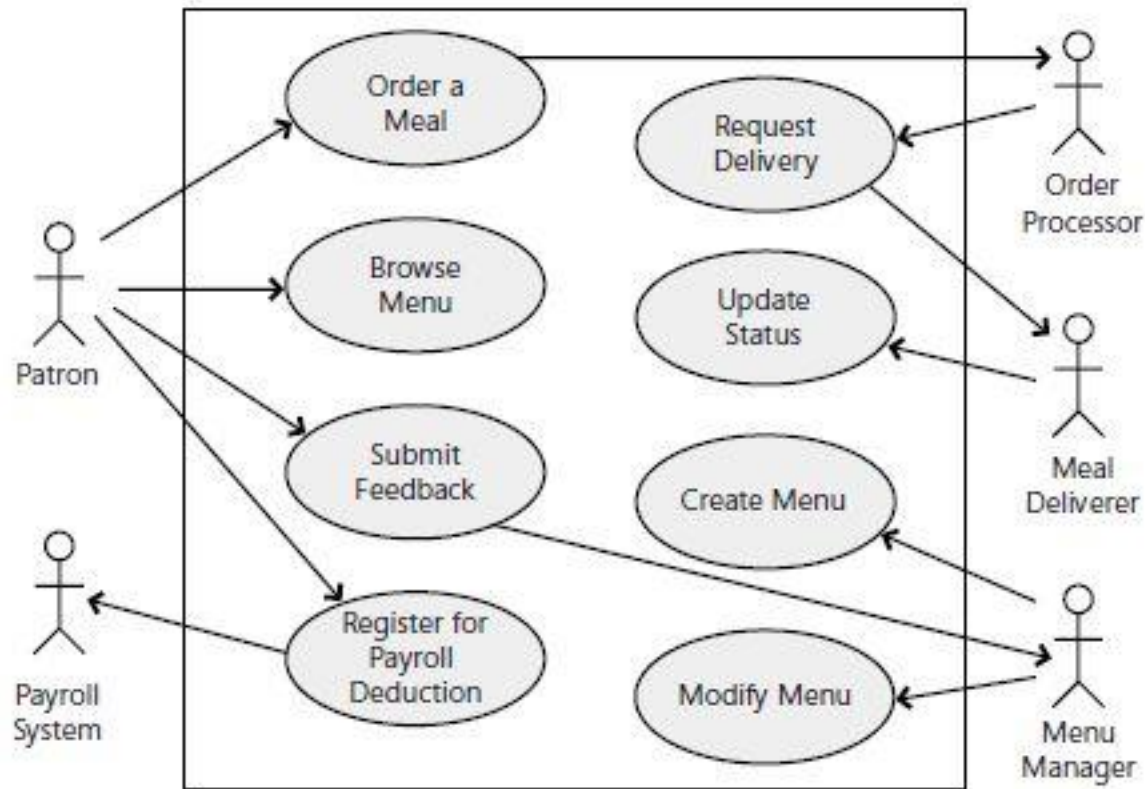 Order a
Meal
Request
Delivery
Order
Processor
Browse
Menu
Update
Status
Patron
Submit
Feedback
Create Menu
Meal
Deliverer
Register for
Payroll
Deduction
Payroll
System
Modify Menu
Menu
Manager